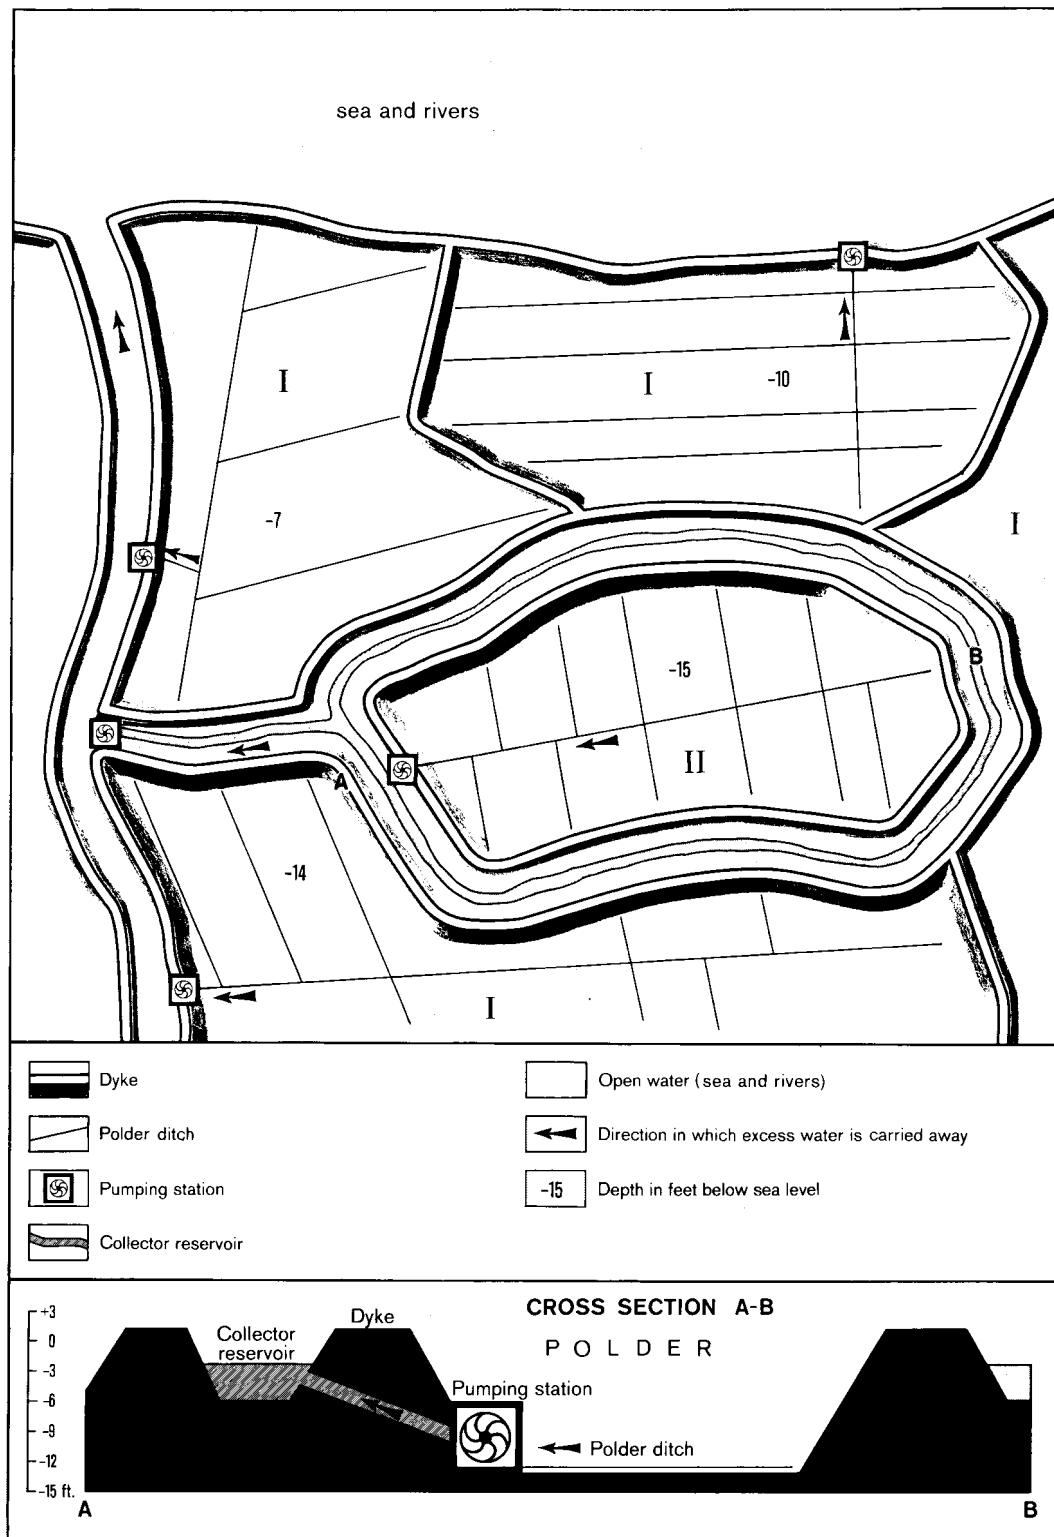 sea and rivers
I
I
-10
I
-7
-15
B
II
A
-14
I
Dyke
Open water (sea and rivers)
Polder ditch
Direction in which excess water is carried away
Pumping station
-15
Depth in feet below sea level
Collector reservoir
CROSS SECTION A-B
POLDER
+3
0
-3
-6
-9
-12
-15 ft.
Dyke
Collector
reservoir
Pumping station
Polder ditch
A
B